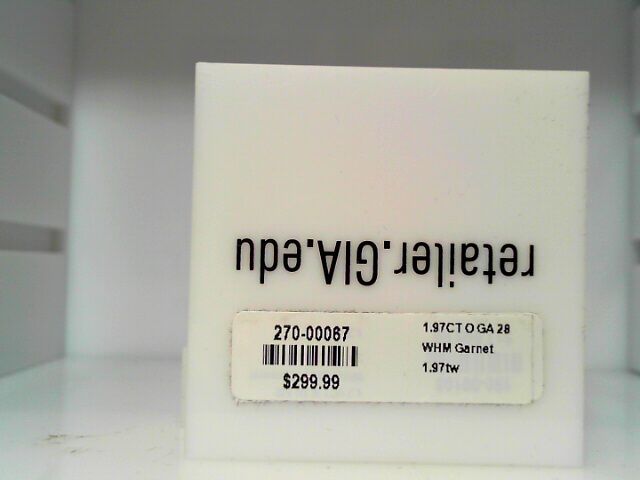 retailer.GIA.edu
270-00067
$299.99
1.97CT O GA 28
WHM Garnet
1.97tw